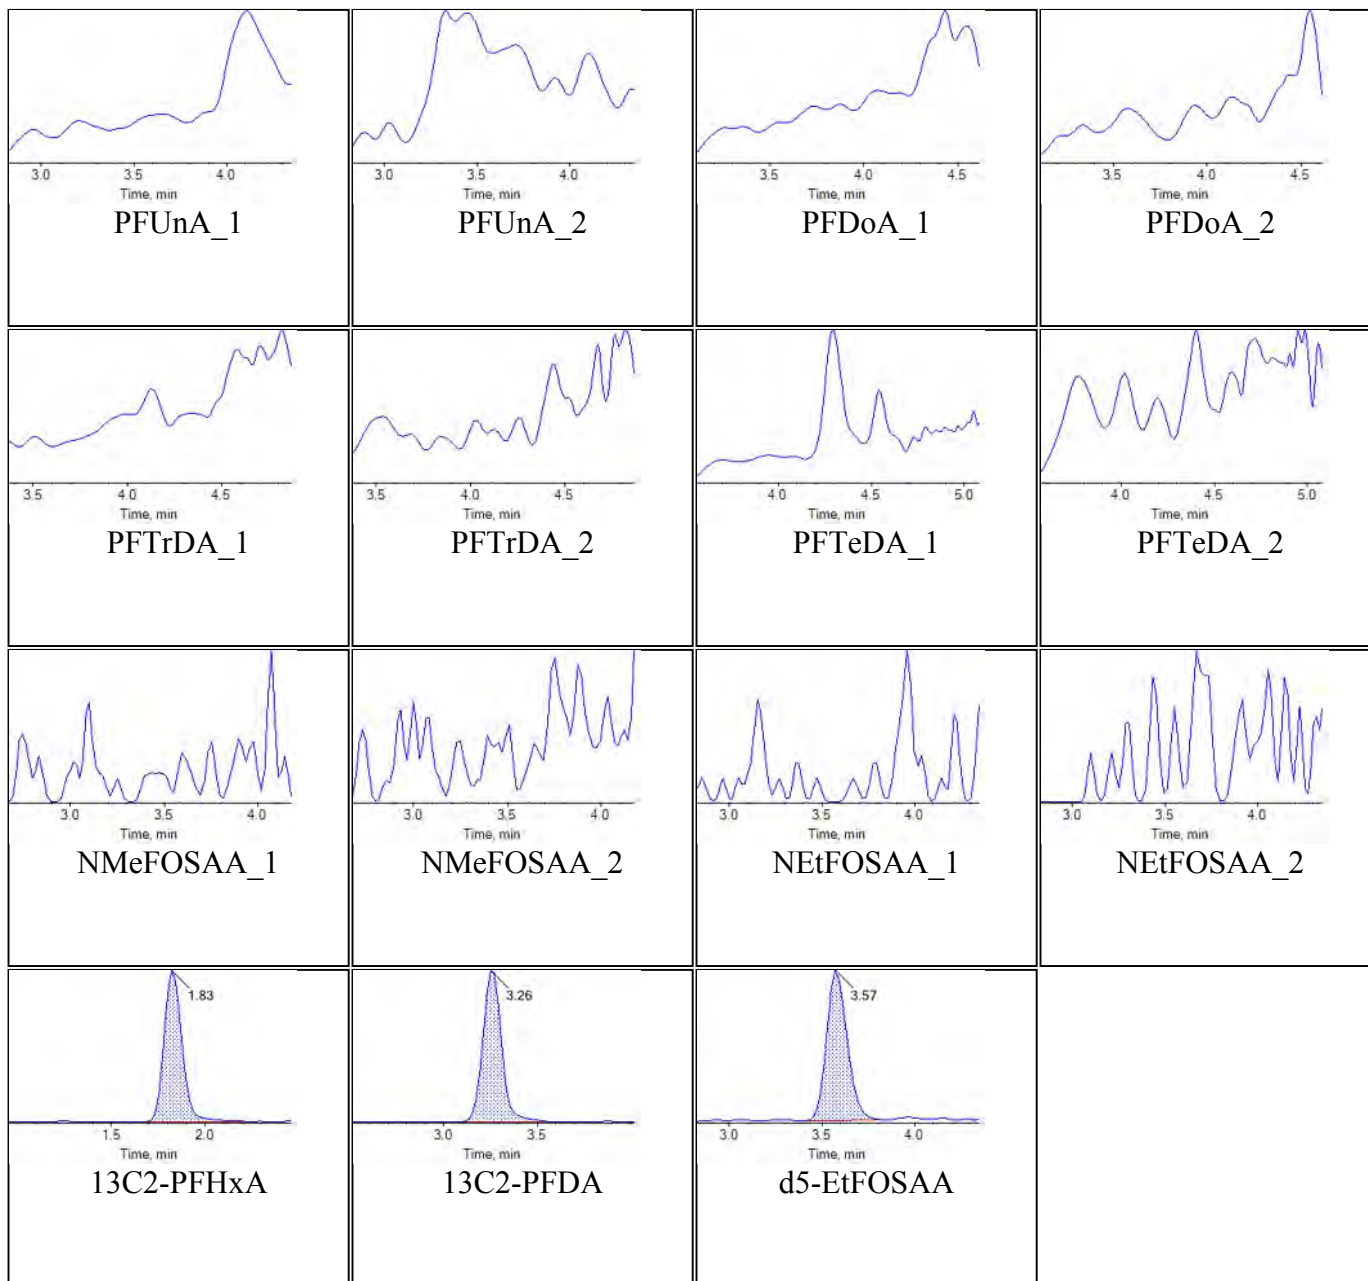 3.0 3.5 4.0
Time, min
PFUnA_1
3.0 3.5 4.0
Time, min
PFUnA_2
3.5 4.0 4.5
Time, min
PFDoA_1
3.5 4.0 4.5
Time, min
PFDoA_2
3.5 4.0 4.5
Time, min
PFTrDA_1
3.5 4.0 4.5
Time, min
PFTrDA_2
4.0 4.5 5.0
Time, min
PFTeDA_1
4.0 4.5 5.0
Time, min
PFTeDA_2
3.0 3.5 4.0
Time, min
NMeFOSAA_1
3.0 3.5 4.0
Time, min
NMeFOSAA_2
3.0 3.5 4.0
Time, min
NEtFOSAA_1
3.0 3.5 4.0
Time, min
NEtFOSAA_2
1.83
1.5 2.0
Time, min
13C2-PFHxA
3.26
3.0 3.5
Time, min
13C2-PFDA
3.57
3.0 3.5 4.0
Time, min
d5-EtFOSAA